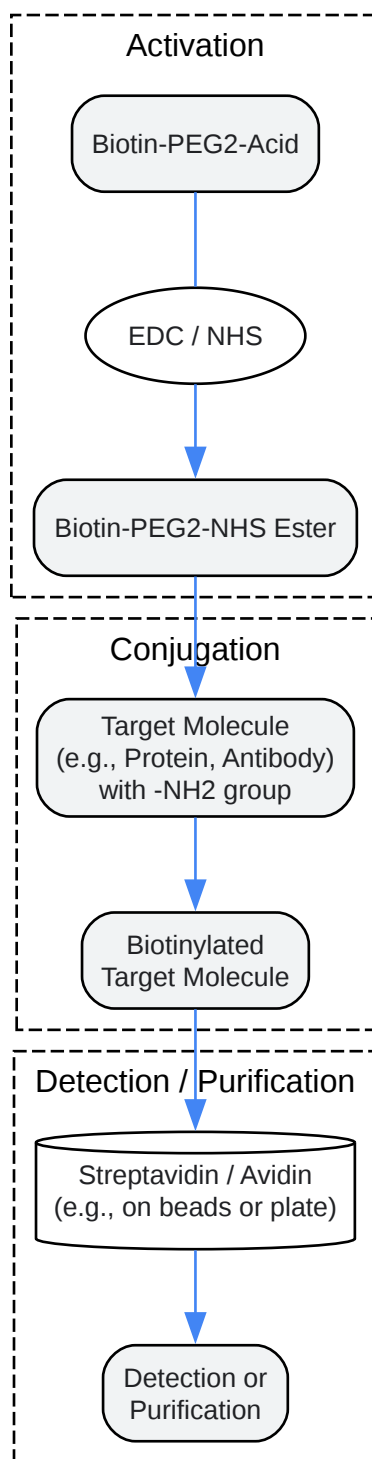 Activation
Biotin-PEG2-Acid
EDC / NHS
Biotin-PEG2-NHS Ester
Conjugation
Target Molecule
(e.g., Protein, Antibody)
with -NH2 group
Biotinylated
Target Molecule
Detection / Purification
Streptavidin / Avidin
(e.g., on beads or plate)
Detection or
Purification